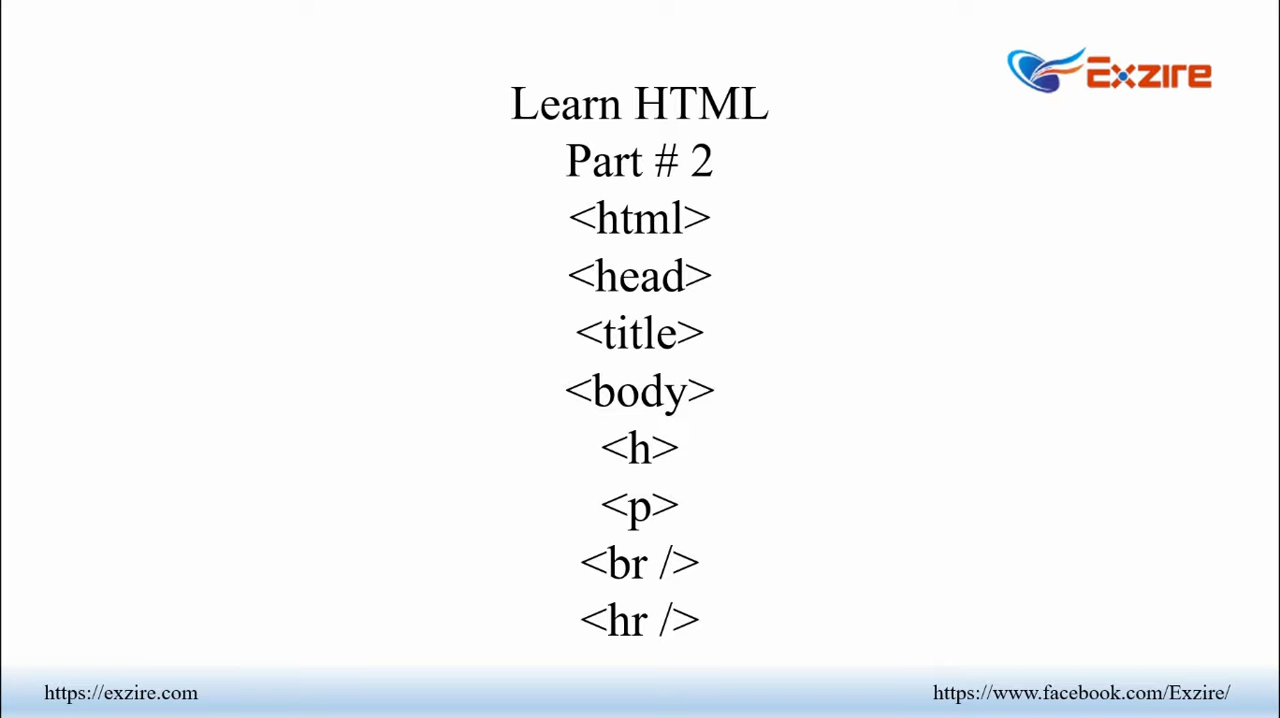 Exzire
Learn HTML
Part # 2
<html>
<head>
<title>
<body>
<h>
<p>
<br />
<hr />
https://exzire.com
https://www.facebook.com/Exzire/